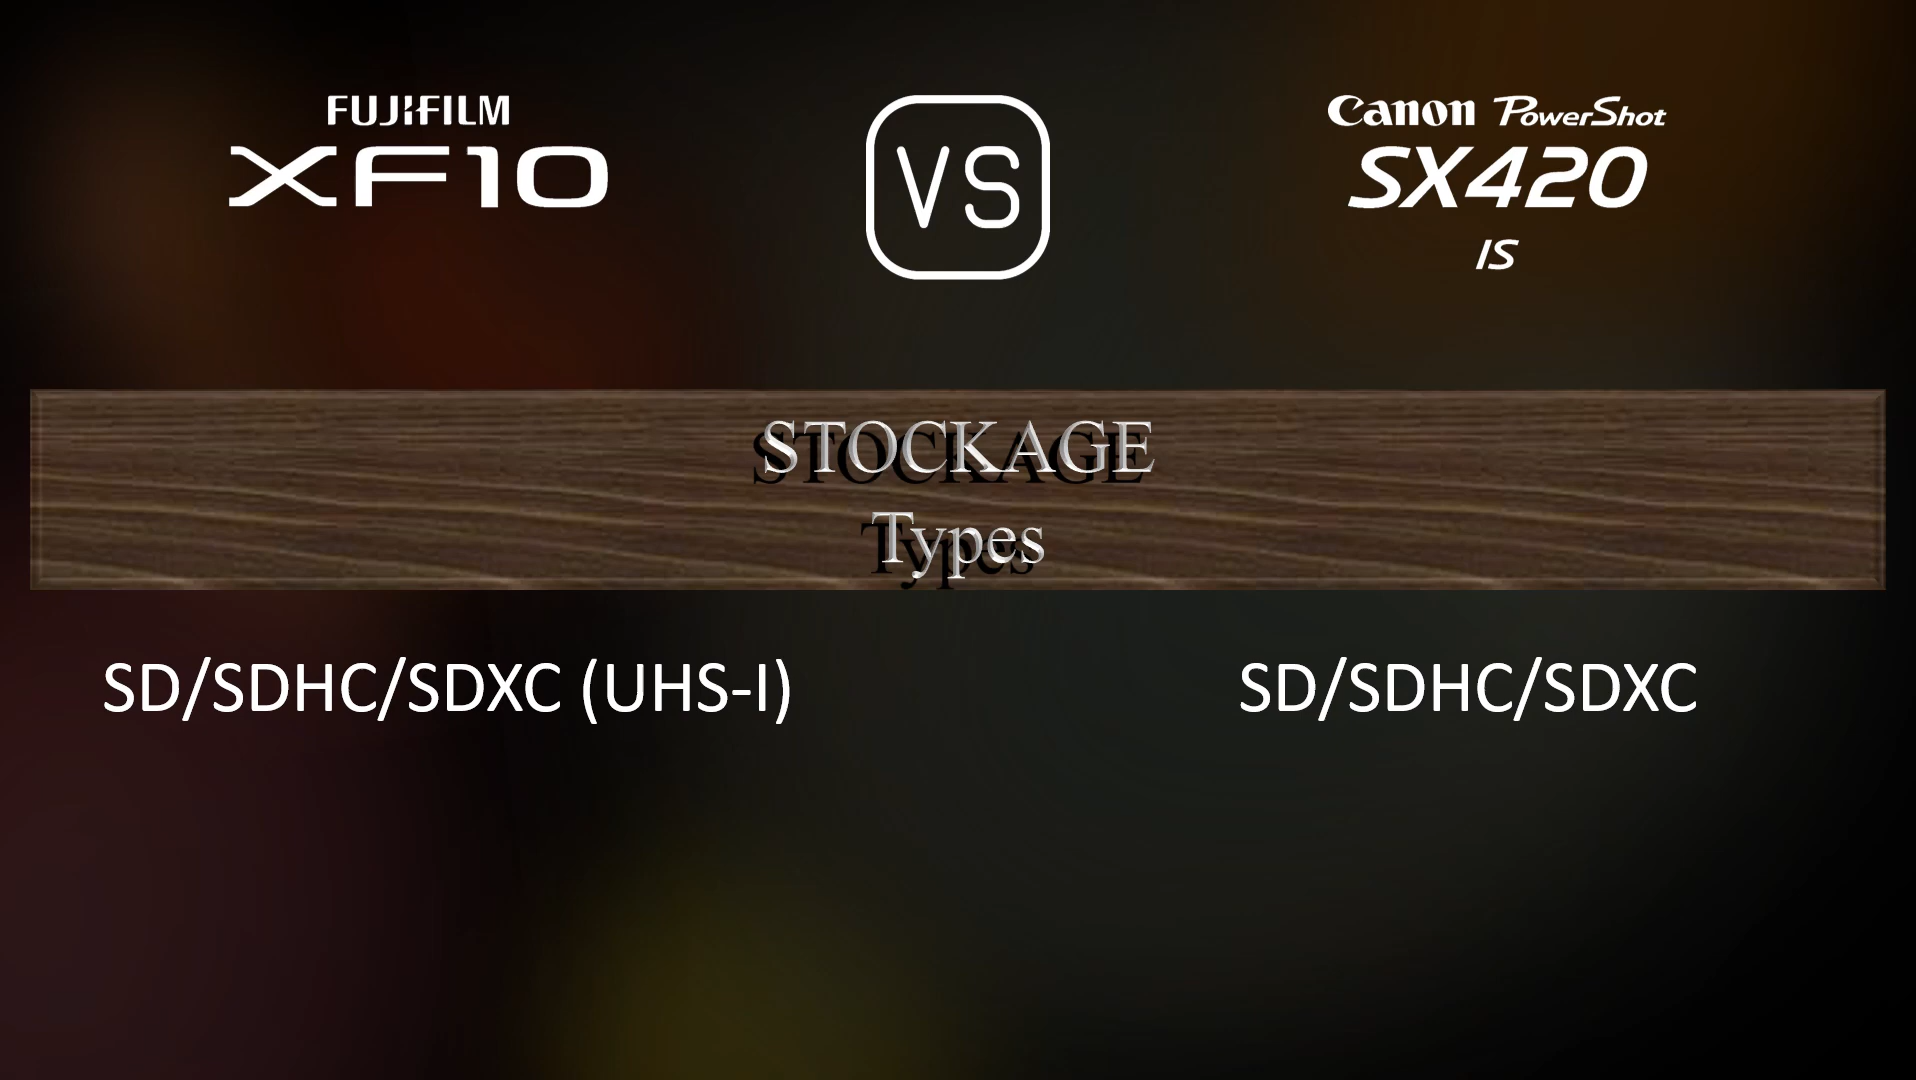 FUJIFILM
XF10
VS
Canon PowerShot
SX420
IS
STOCKAGE
Types
SD/SDHC/SDXC (UHS-I)
SD/SDHC/SDXC